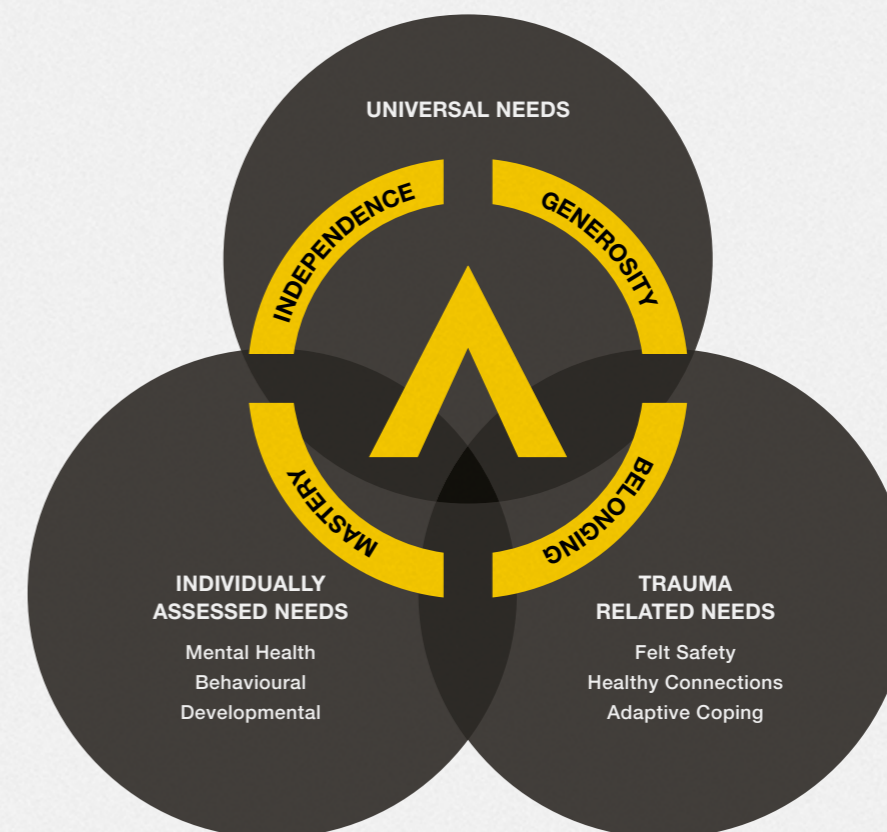 UNIVERSAL NEEDS
INDEPENDENCE
GENEROSITY
MASTERY
BELONGING
INDIVIDUALLY
ASSESSED NEEDS
Mental Health
Behavioural
Developmental
TRAUMA
RELATED NEEDS
Felt Safety
Healthy Connections
Adaptive Coping